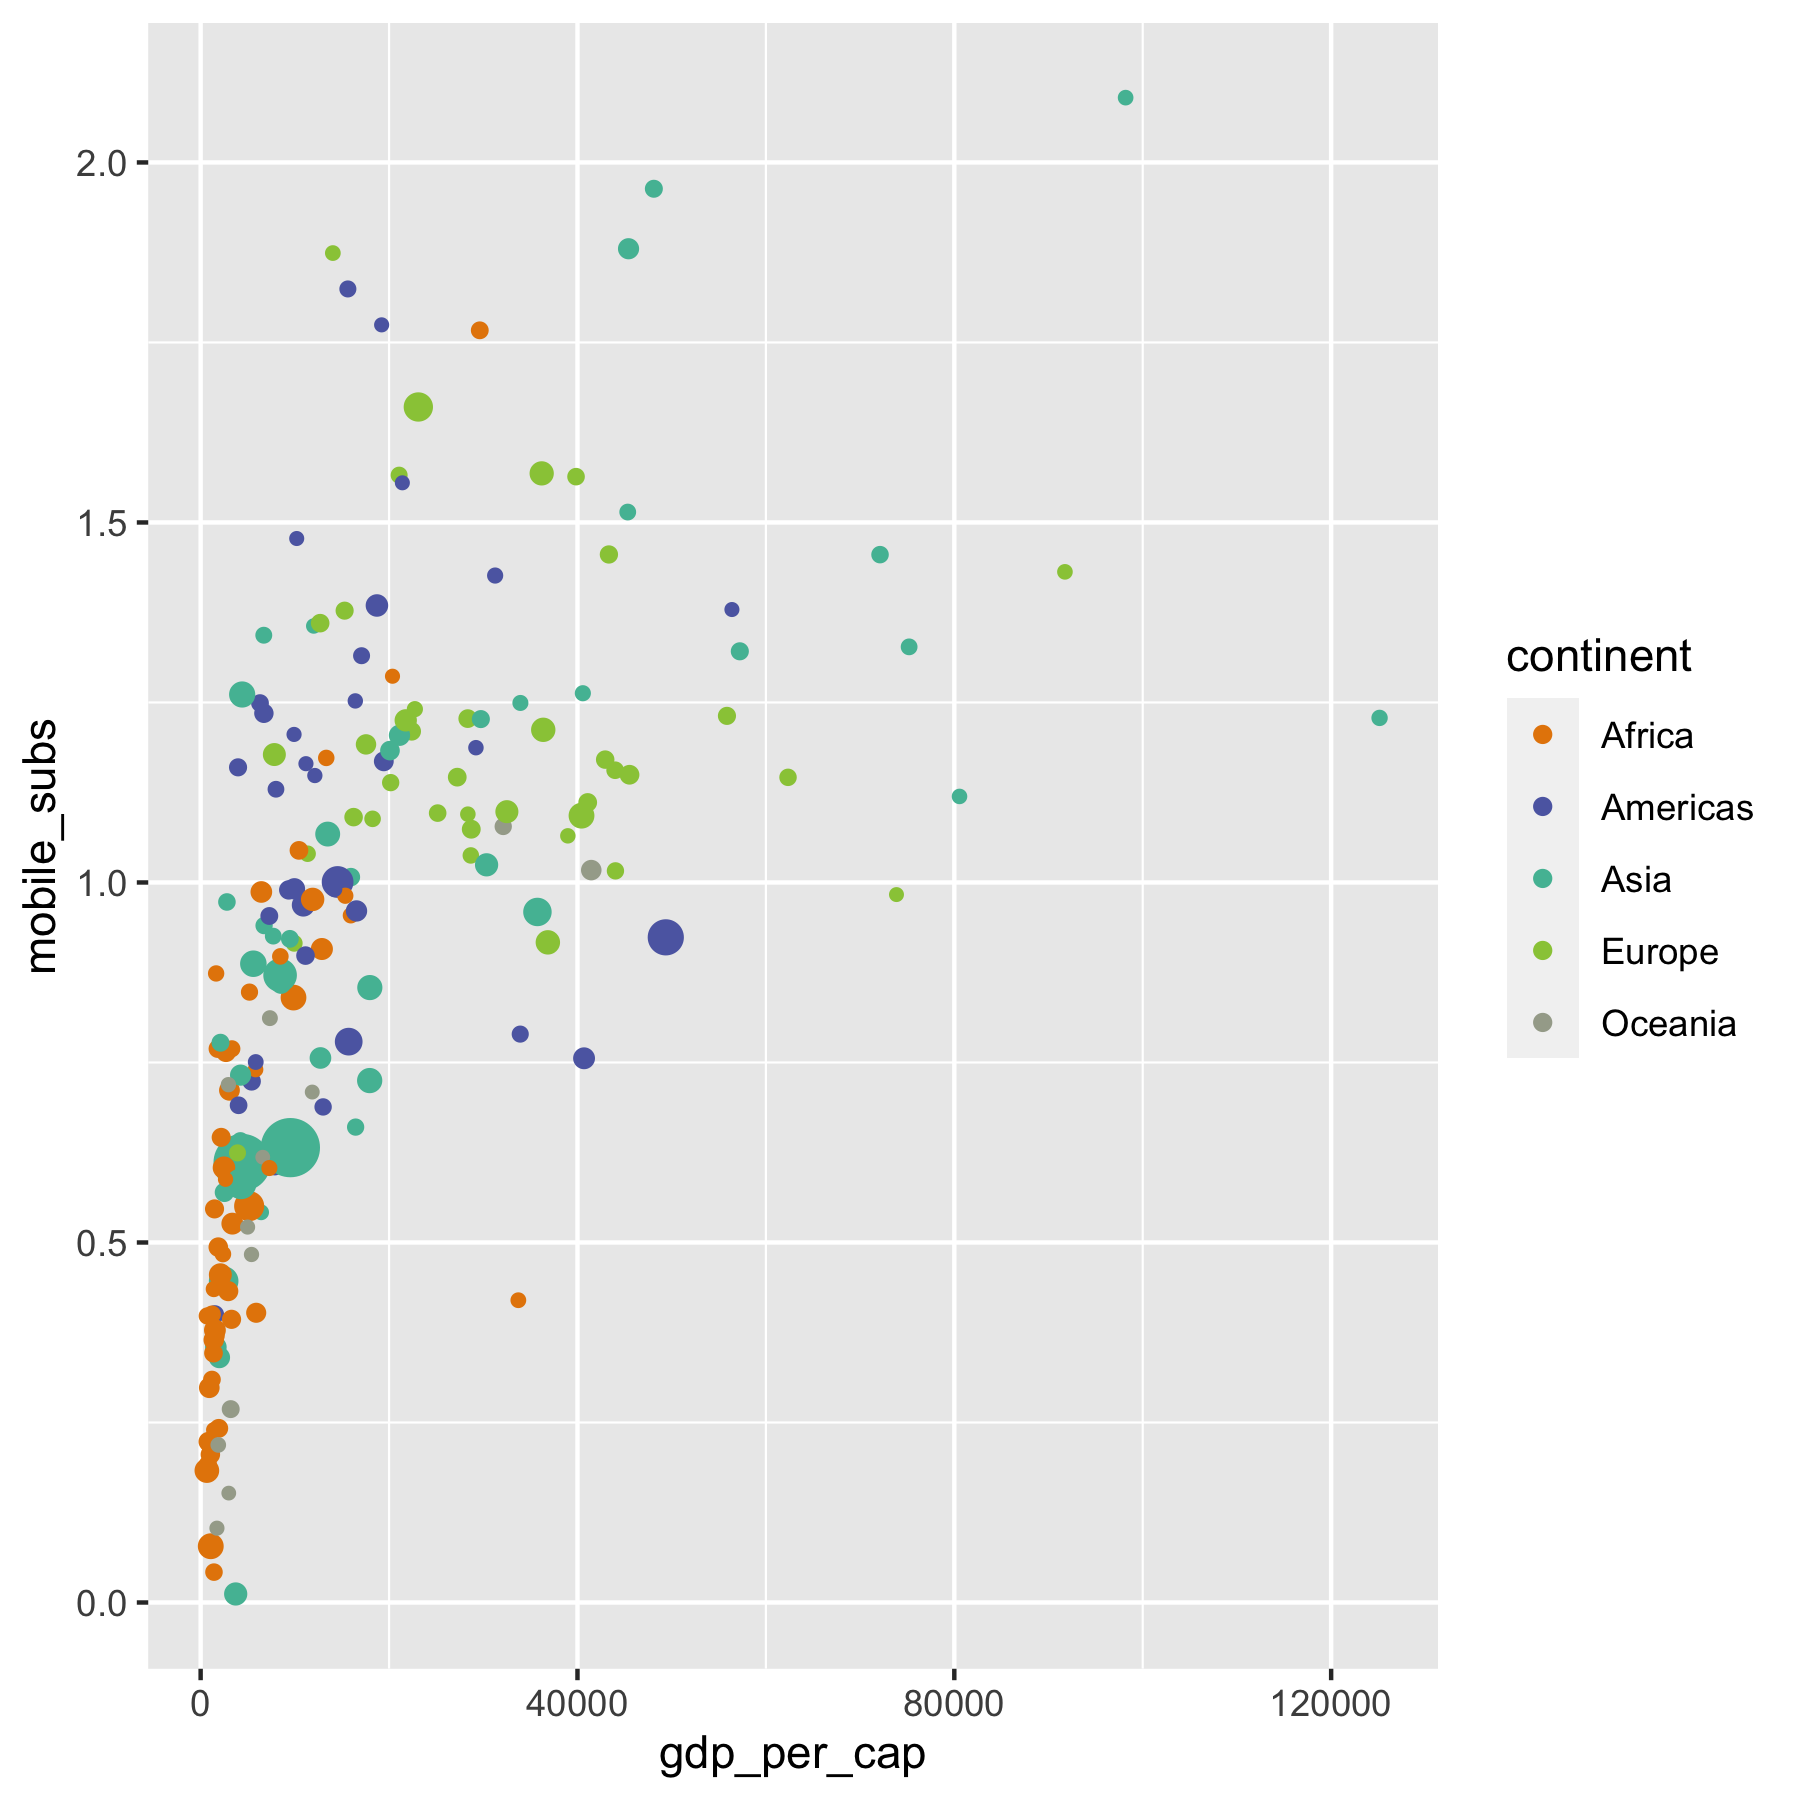 2.0
1.5
1.0
0.5
0.0
mobile_subs
0 40000 80000 120000
gdp_per_cap
continent
Africa
Americas
Asia
Europe
Oceania